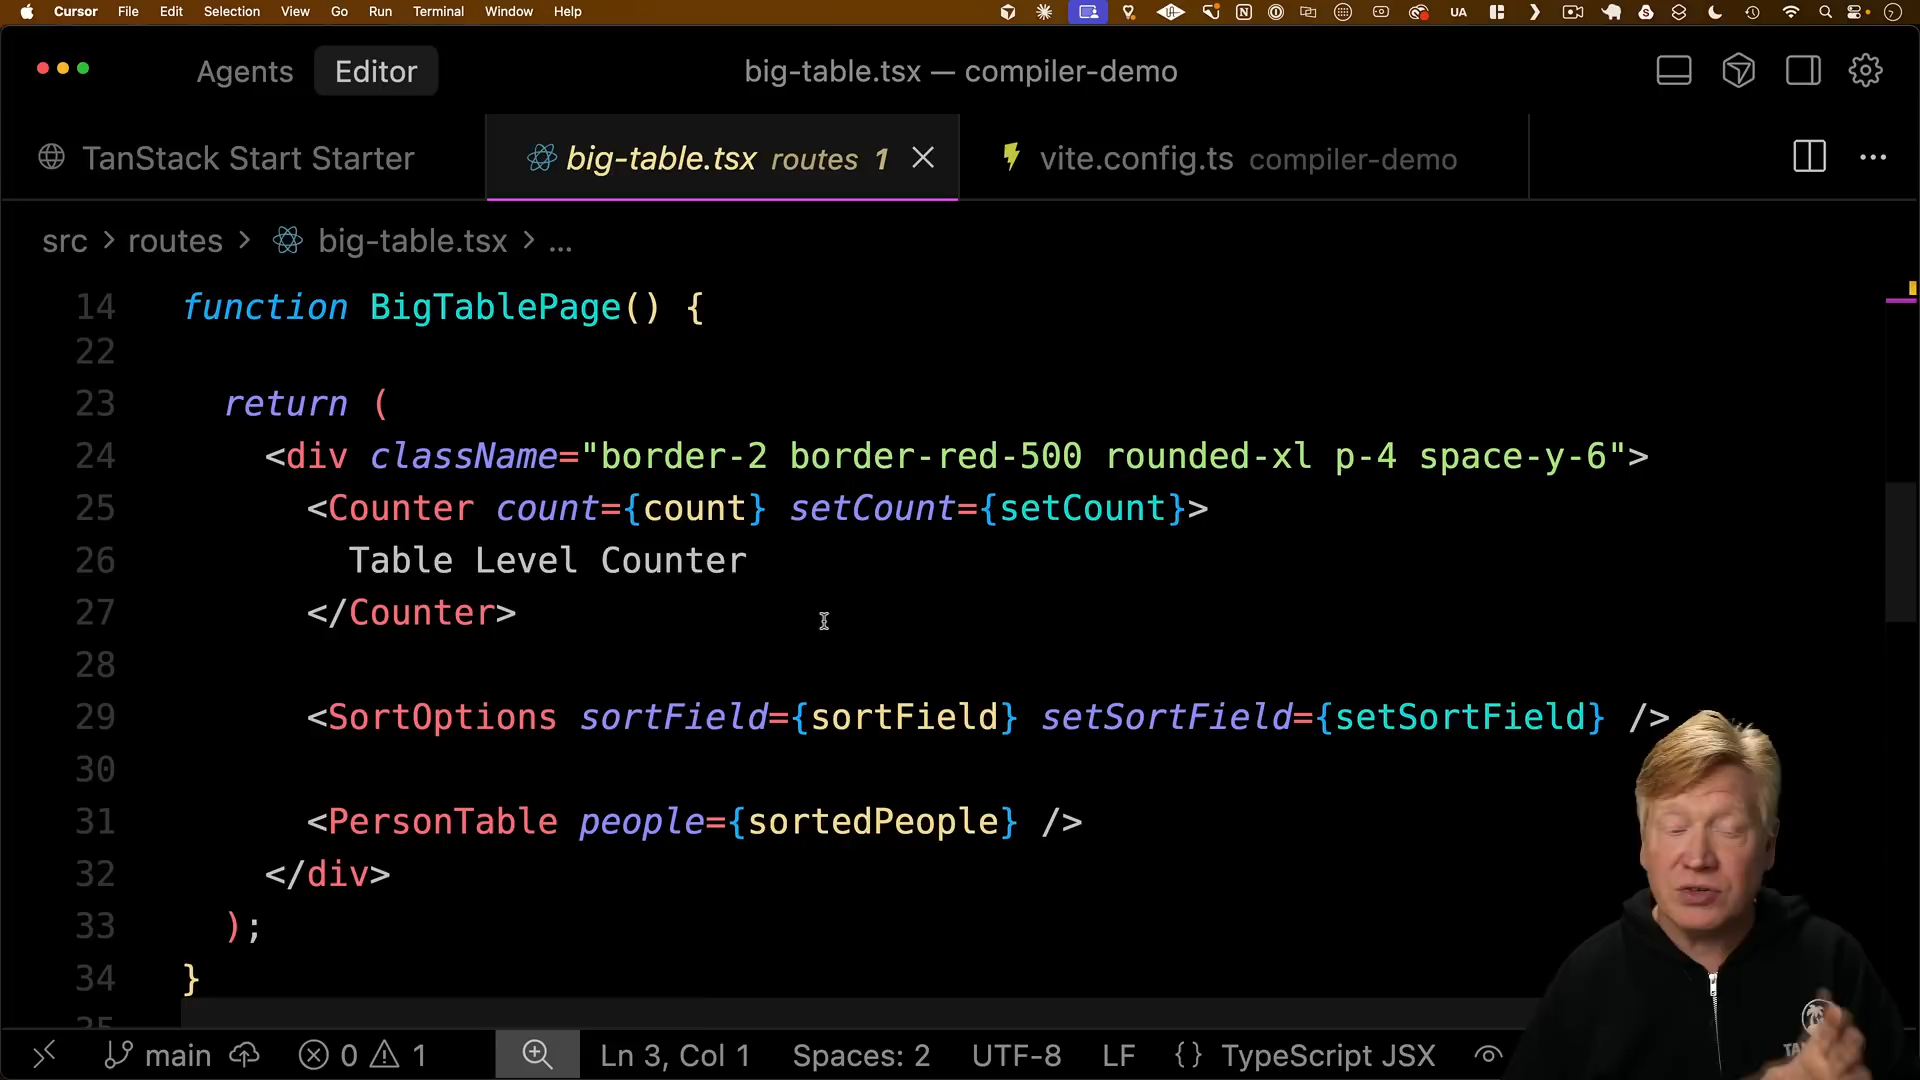 Cursor File Edit Selection View Go Run Terminal Window Help UA
Agents Editor big-table.tsx — compiler-demo
TanStack Start Starter big-table.tsx routes 1 vite.config.ts compiler-demo
src > routes > big-table.tsx > ...
14 function BigTablePage() {
22
23 return (
24 <div className="border-2 border-red-500 rounded-xl p-4 space-y-6">
25 <Counter count={count} setCount={setCount}>
26 Table Level Counter
27 </Counter>
28
29 <SortOptions sortField={sortField} setSortField={setSortField} />
30
31 <PersonTable people={sortedPeople} />
32 </div>
33 );
34 }
35
main 0 1 Ln 3, Col 1 Spaces: 2 UTF-8 LF {} TypeScript JSX